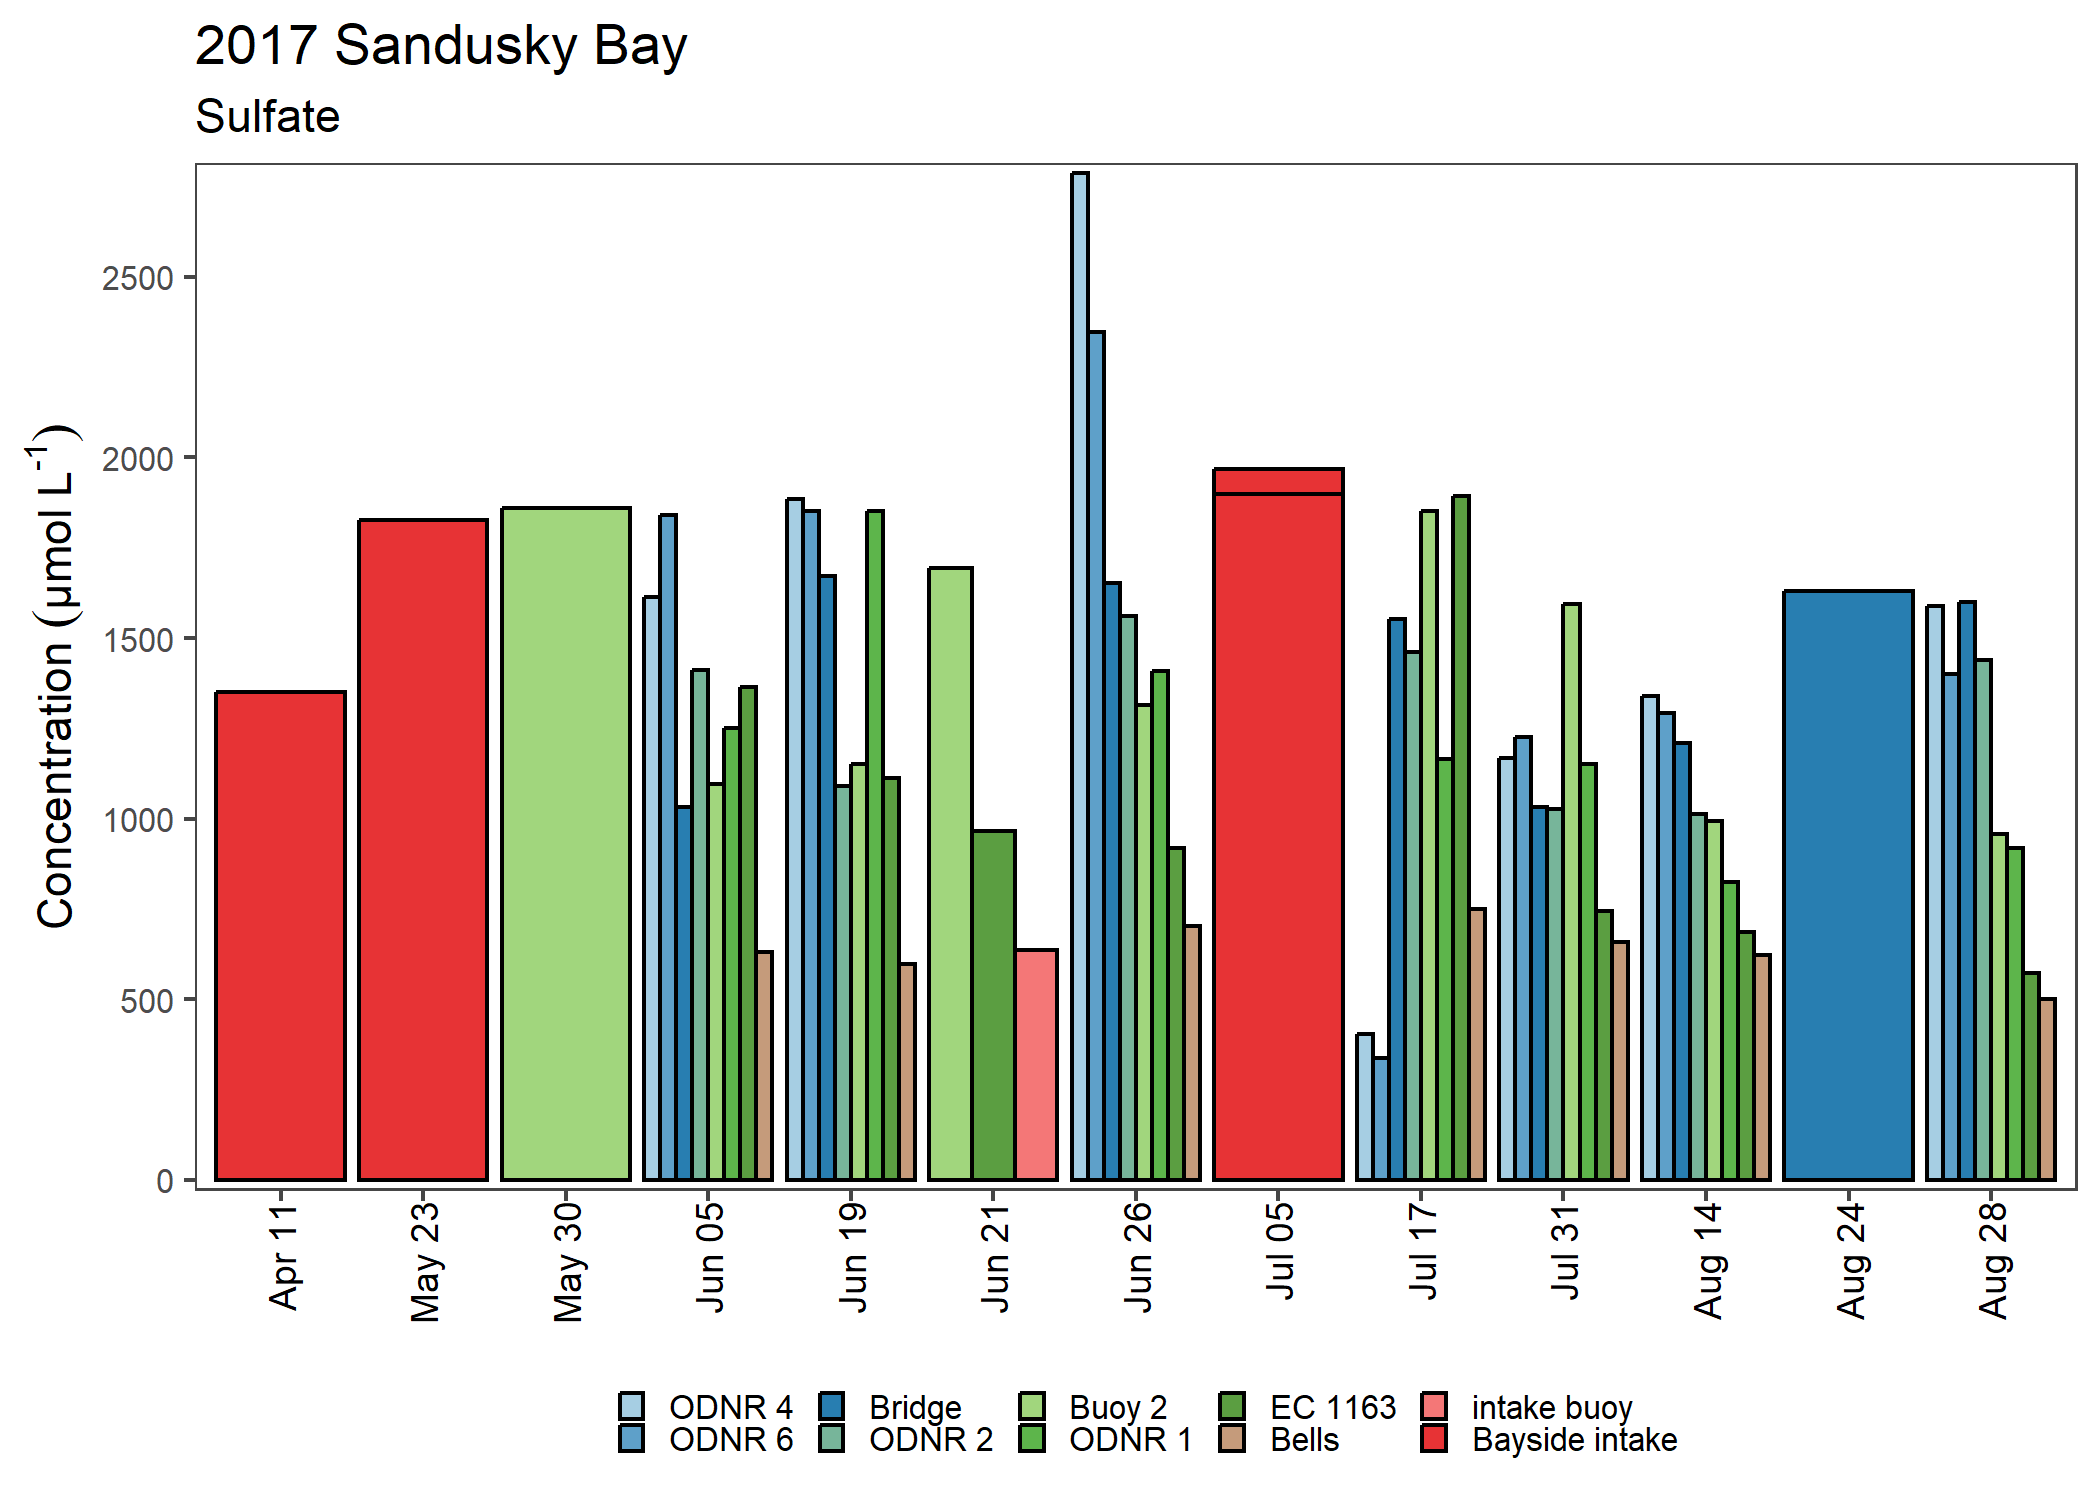 2017 Sandusky Bay
Sulfate
Concentration (μmol L-1)
2500
2000
1500
1000
500
0
Apr 11
May 23
May 30
Jun 05
Jun 19
Jun 21
Jun 26
Jul 05
Jul 17
Jul 31
Aug 14
Aug 24
Aug 28
ODNR 4 Bridge Buoy 2 EC 1163 intake buoy
ODNR 6 ODNR 2 ODNR 1 Bells Bayside intake